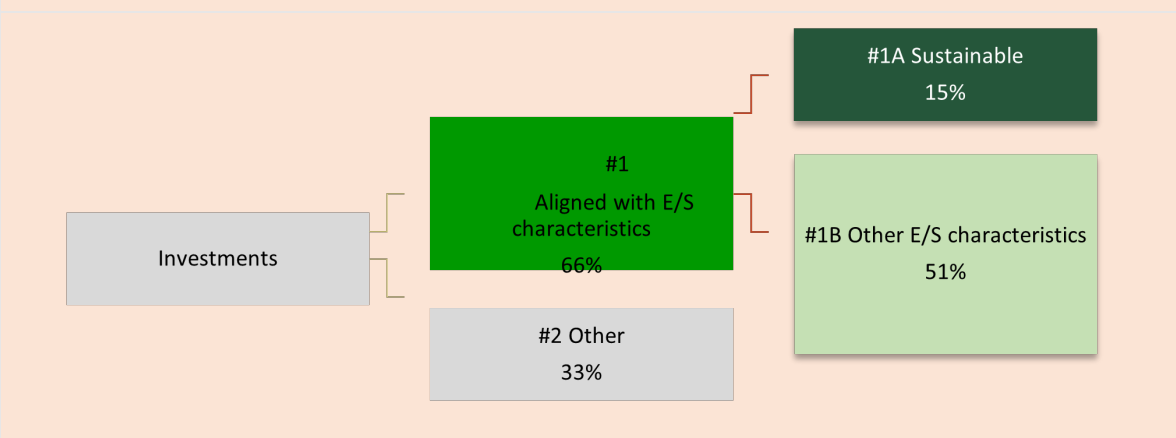 Investments
#1
Aligned with E/S
characteristics
66%
#2 Other
33%
#1A Sustainable
15%
#1B Other E/S characteristics
51%